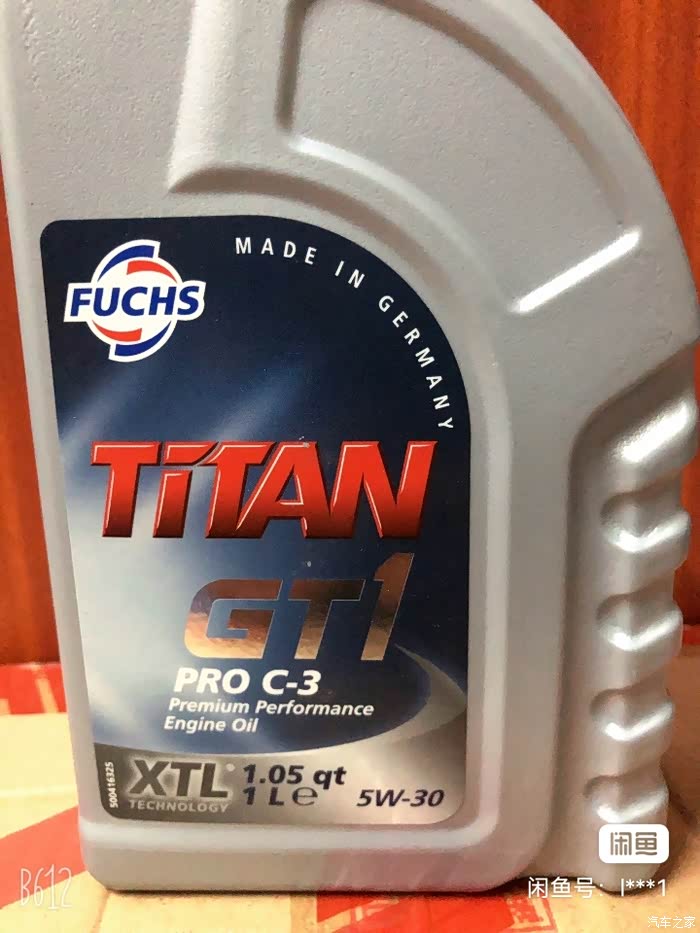 FUCHS
MADE IN GERMANY
TITAN
GT1
PRO C-3
Premium Performance
Engine Oil
500416325
XTL®
TECHNOLOGY
1.05 qt
1 L e
5W-30
闲鱼
闲鱼号：l***1
B612
汽车之家